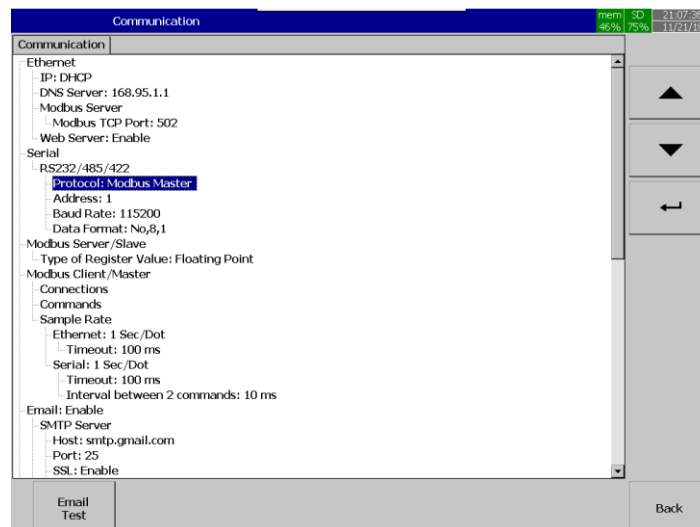 Communication
mem SD 21:07:36
46% 75% 11/21/18
Communication
Ethernet
IP: DHCP
DNS Server: 168.95.1.1
Modbus Server
Modbus TCP Port: 502
Web Server: Enable
Serial
RS232/485/422
Protocol: Modbus Master
Address: 1
Baud Rate: 115200
Data Format: No,8,1
Modbus Server/Slave
Type of Register Value: Floating Point
Modbus Client/Master
Connections
Commands
Sample Rate
Ethernet: 1 Sec/Dot
Timeout: 100 ms
Serial: 1 Sec/Dot
Timeout: 100 ms
Interval between 2 commands: 10 ms
Email: Enable
SMTP Server
Host: smtp.gmail.com
Port: 25
SSL: Enable
Email
Test
Back